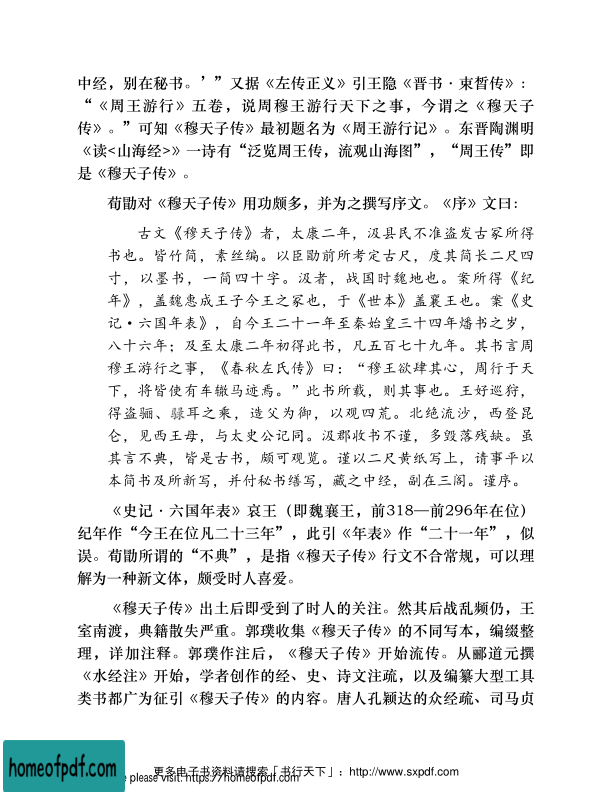 中经，别在秘书。’”又据《左传正义》引王隐《晋书·束皙传》：
“《周王游行》五卷，说周穆王游行天下之事，今谓之《穆天子
传》。”可知《穆天子传》最初题名为《周王游行记》。东晋陶渊明
《读<山海经>》一诗有“泛览周王传，流观山海图”，“周王传”即
是《穆天子传》。
荀勖对《穆天子传》用功颇多，并为之撰写序文。《序》文曰：
古文《穆天子传》者，太康二年，汲县民不准盗发古冢所得
书也。皆竹简，素丝编。以臣勖前所考定古尺，度其简长二尺四
寸，以墨书，一简四十字。汲者，战国时魏地也。案所得《纪
年》，盖魏惠成王子今王之冢也，于《世本》盖襄王也。案《史
记·六国年表》，自今王二十一年至秦始皇三十四年燔书之岁，
八十六年；及至太康二年初得此书，凡五百七十九年。其书言周
穆王游行之事，《春秋左氏传》曰：“穆王欲肆其心，周行于天
下，将皆使有车辙马迹焉。”此书所载，则其事也。王好巡狩，
得盗骊、騄耳之乘，造父为御，以观四荒。北绝流沙，西登昆
仑，见西王母，与太史公记同。汲郡收书不谨，多毁落残缺。虽
其言不典，皆是古书，颇可观览。谨以二尺黄纸写上，请事平以
本简书及所新写，并付秘书缮写，藏之中经，副在三阁。谨序。
《史记·六国年表》哀王（即魏襄王，前318—前296年在位）
纪年作“今王在位凡二十三年”，此引《年表》作“二十一年”，似
误。荀勖所谓的“不典”，是指《穆天子传》行文不合常规，可以理
解为一种新文体，颇受时人喜爱。
《穆天子传》出土后即受到了时人的关注。然其后战乱频仍，王
室南渡，典籍散失严重。郭璞收集《穆天子传》的不同写本，编缀整
理，详加注释。郭璞作注后，《穆天子传》开始流传。从郦道元撰
《水经注》开始，学者创作的经、史、诗文注疏，以及编纂大型工具
类书都广为征引《穆天子传》的内容。唐人孔颖达的众经疏、司马贞
更多电子书资料请搜索「书行天下」：http://www.sxpdf.com
homeofpdf.com
e please visit: https://homeofpdf.com